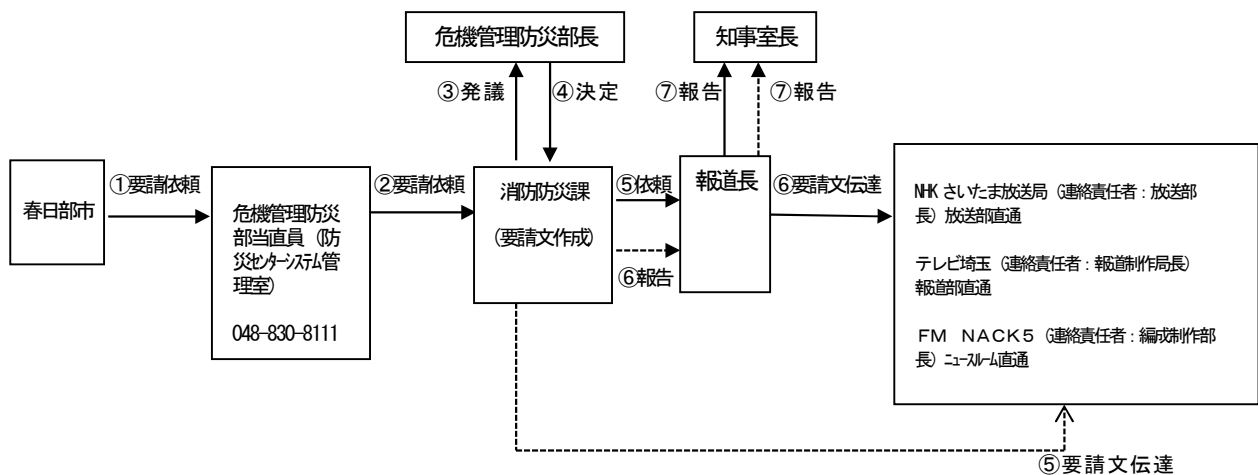 危機管理防災部長
知事室長
③発議
④決定
⑦報告
⑦報告
春日部市
①要請依頼
危機管理防災
部当直員（防
災ｾﾝﾀｰシステム管
理室）
048-830-8111
②要請依頼
消防防災課
（要請文作成）
⑤依頼
⑥報告
報道長
⑥要請文伝達
NHK さいたま放送局（連絡責任者：放送部
長）放送部直通
テレビ埼玉（連絡責任者：報道制作局長）
報道部直通
ＦＭ　ＮＡＣＫ５（連絡責任者：編成制作部
長）ﾆｭｰｽﾙｰﾑ直通
⑤要請文伝達